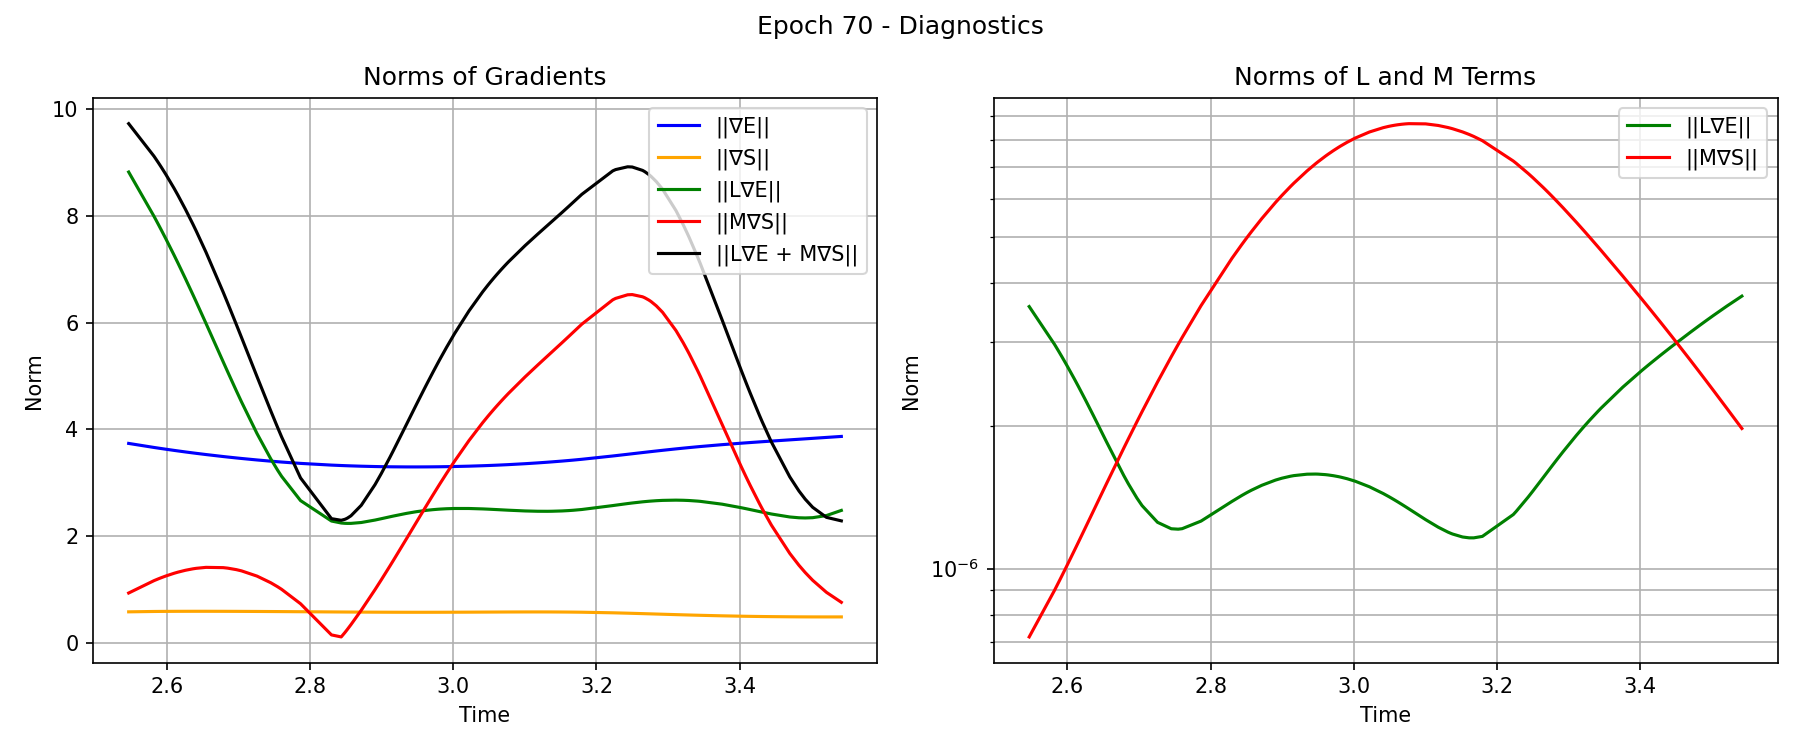 Epoch 70 - Diagnostics
Norms of Gradients
10
8
6
4
2
0
Norm
2.6 2.8 3.0 3.2 3.4
Time
||∇E||
||∇S||
||L∇E||
||M∇S||
||L∇E + M∇S||
Norms of L and M Terms
10⁻⁶
Norm
2.6 2.8 3.0 3.2 3.4
Time
||L∇E||
||M∇S||